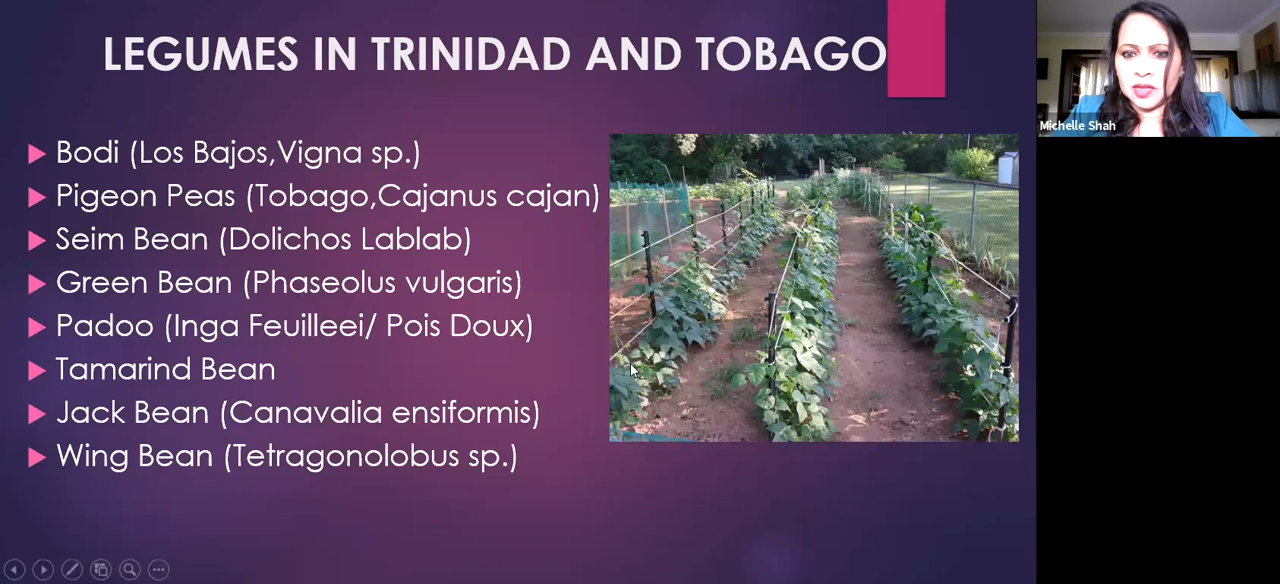 LEGUMES IN TRINIDAD AND TOBAGO
Bodi (Los Bajos,Vigna sp.)
Pigeon Peas (Tobago,Cajanus cajan)
Seim Bean (Dolichos Lablab)
Green Bean (Phaseolus vulgaris)
Padoo (Inga Feuilleei/ Pois Doux)
Tamarind Bean
Jack Bean (Canavalia ensiformis)
Wing Bean (Tetragonolobus sp.)
Michelle Shah